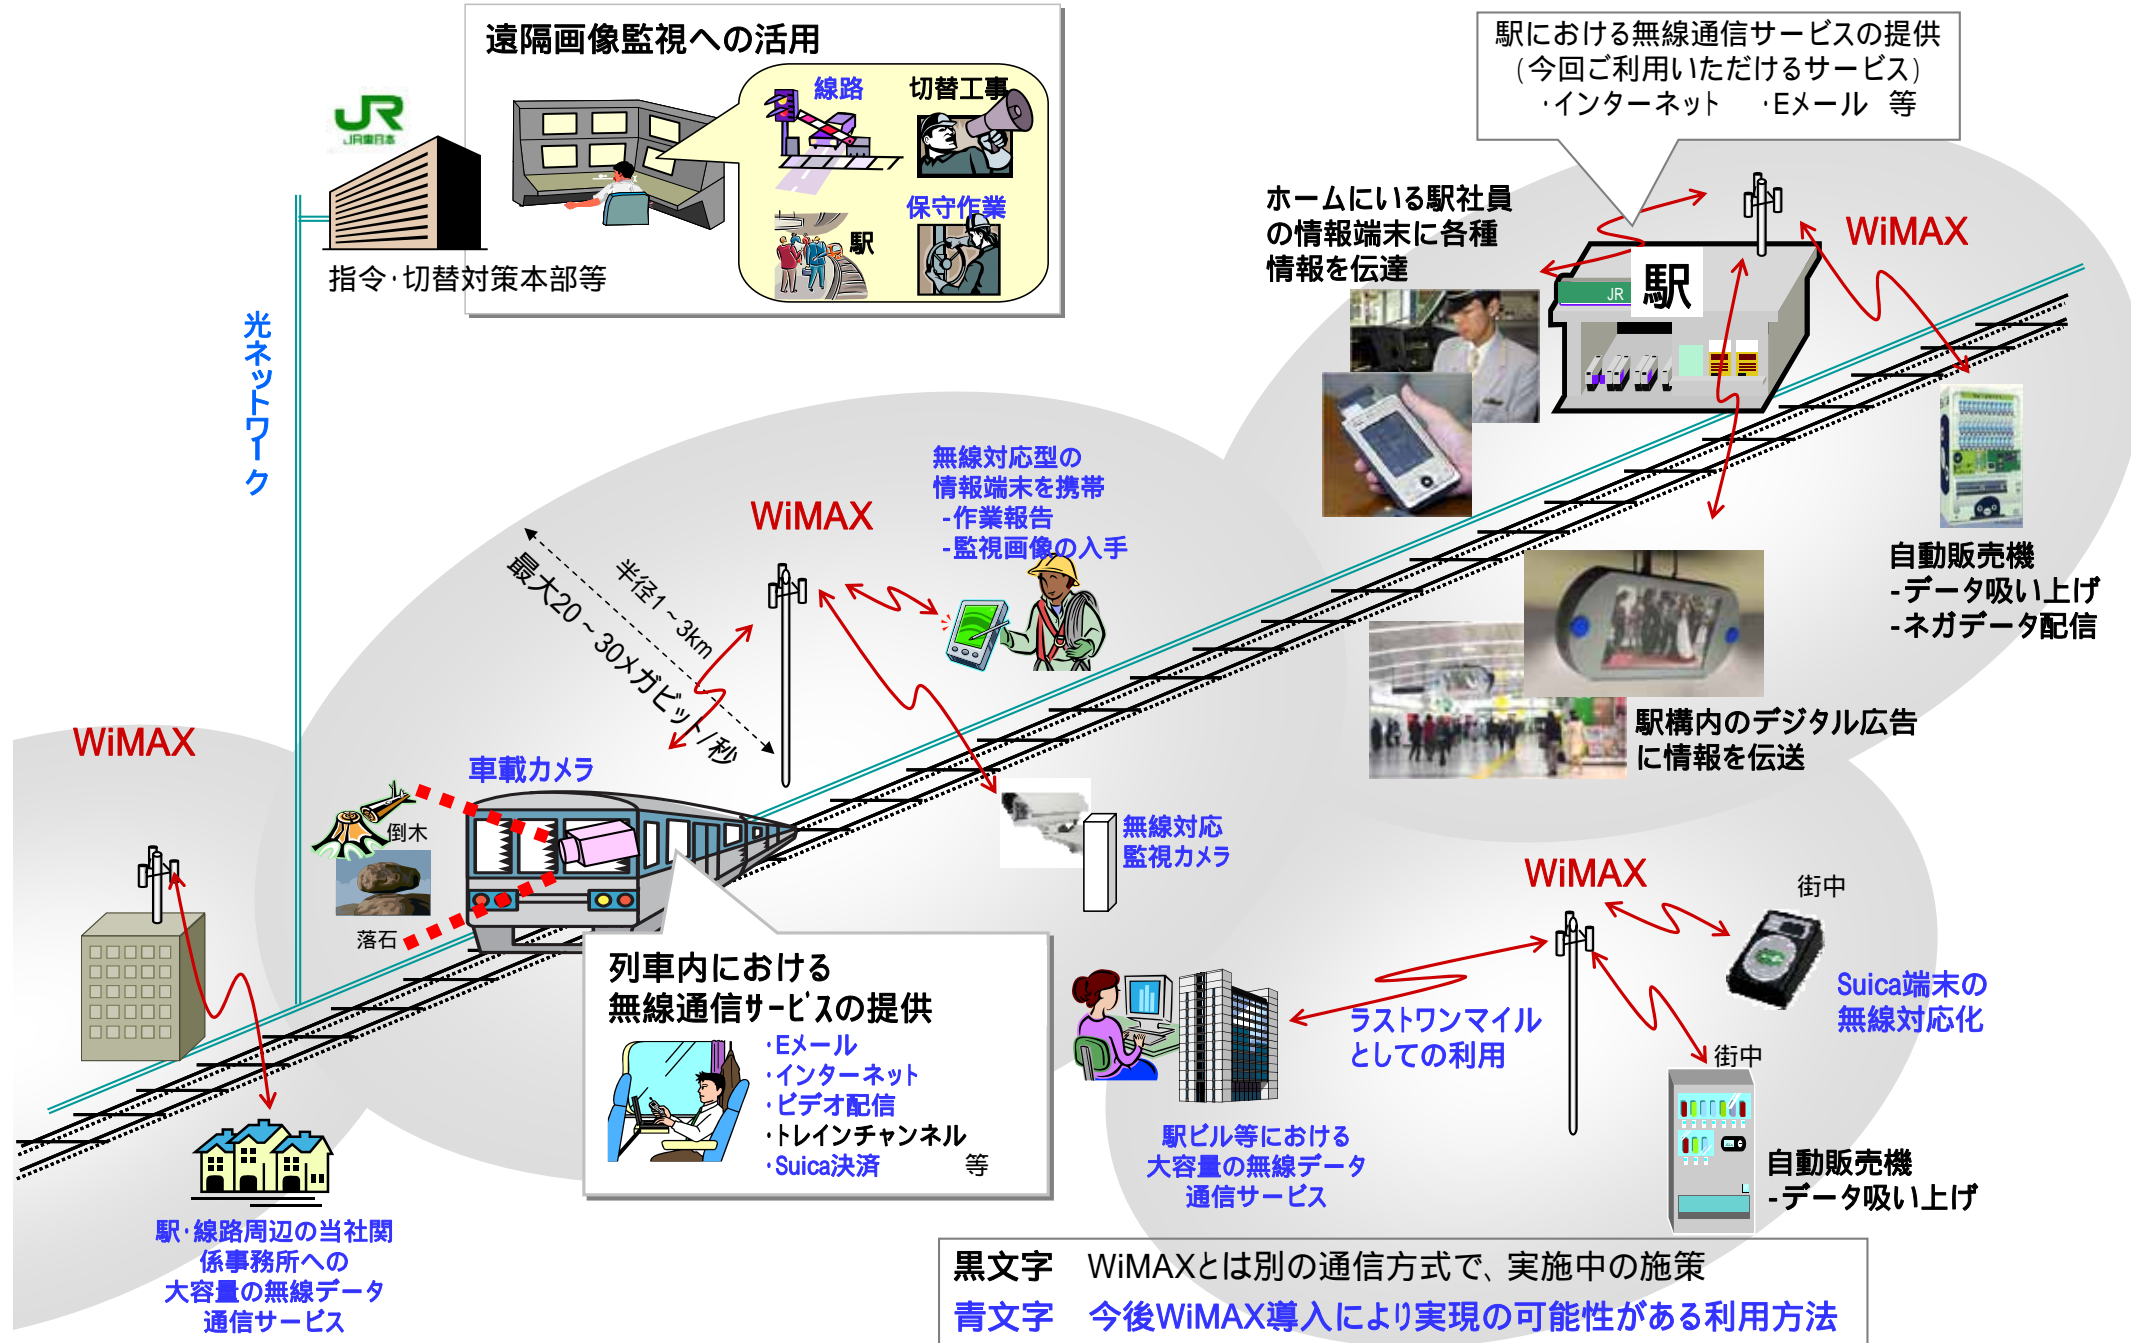 遠隔画像監視への活用
線路
切替工事
駅
保守作業
JR
JR東日本
指令・切替対策本部等
光ネットワーク
駅における無線通信サービスの提供
(今回ご利用いただけるサービス)
・インターネット ・Eメール 等
ホームにいる駅社員
の情報端末に各種
情報を伝達
WiMAX
JR
駅
自動販売機
-データ吸い上げ
-ネガデータ配信
駅構内のデジタル広告
に情報を伝送
WiMAX
無線対応型の
情報端末を携帯
-作業報告
-監視画像の入手
半径1~3km
最大20~30メガビット/秒
無線対応
監視カメラ
車載カメラ
倒木
落石
WiMAX
駅・線路周辺の当社関
係事務所への
大容量の無線データ
通信サービス
列車内における
無線通信サービスの提供
・Eメール
・インターネット
・ビデオ配信
・トレインチャンネル
・Suica決済 等
WiMAX
街中
Suica端末の
無線対応化
ラストワンマイル
としての利用
駅ビル等における
大容量の無線データ
通信サービス
街中
自動販売機
-データ吸い上げ
黒文字 WiMAXとは別の通信方式で、実施中の施策
青文字 今後WiMAX導入により実現の可能性がある利用方法